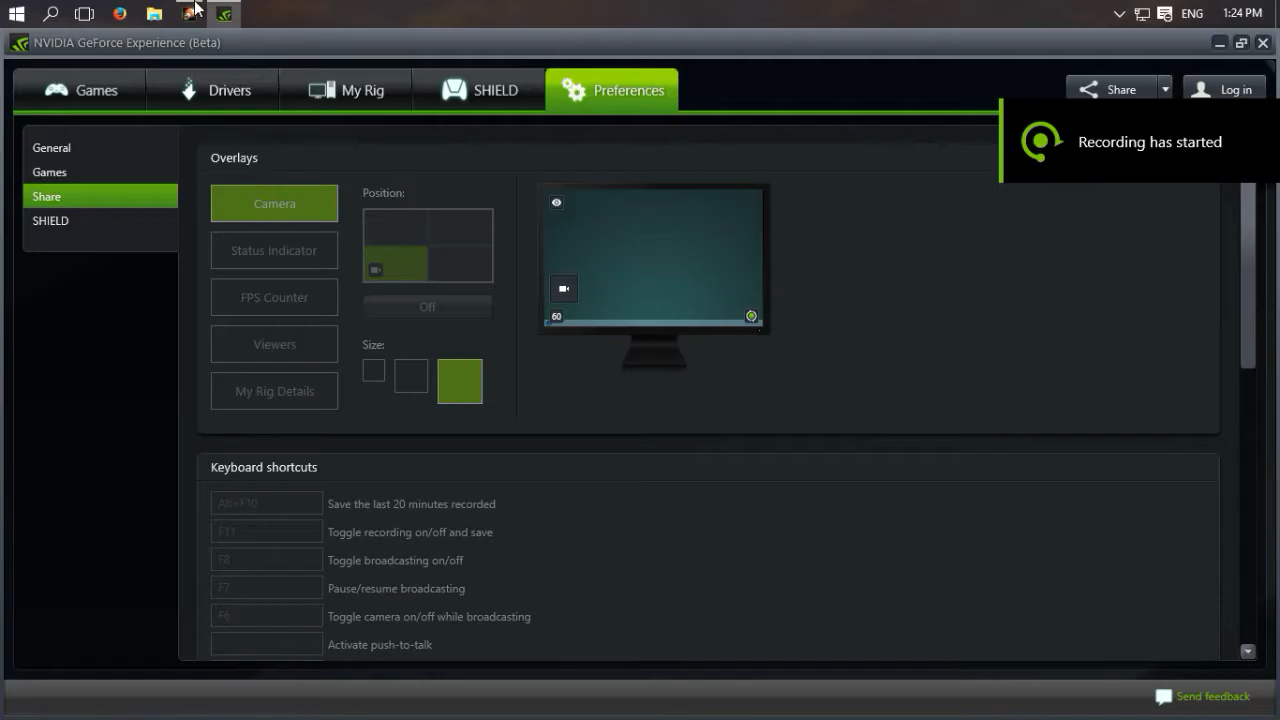 ENG 1:24 PM
NVIDIA GeForce Experience (Beta)
Games Drivers My Rig SHIELD Preferences Share Log in
Recording has started
General
Games
Share
SHIELD
Overlays
Camera
Status Indicator
FPS Counter
Viewers
My Rig Details
Position:
Off
Size:
60
Keyboard shortcuts
Alt+F10 Save the last 20 minutes recorded
F11 Toggle recording on/off and save
F8 Toggle broadcasting on/off
F7 Pause/resume broadcasting
F6 Toggle camera on/off while broadcasting
Activate push-to-talk
Send feedback